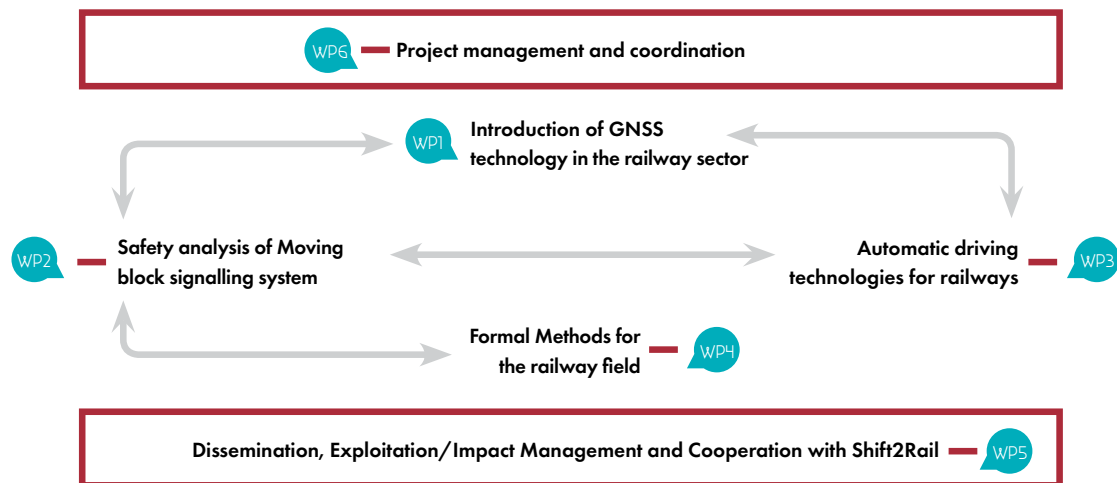 WP6 Project management and coordination
WP1 Introduction of GNSS
technology in the railway sector
WP2 Safety analysis of Moving
block signalling system
Automatic driving
technologies for railways WP3
Formal Methods for
the railway field WP4
Dissemination, Exploitation/Impact Management and Cooperation with Shift2Rail WP5